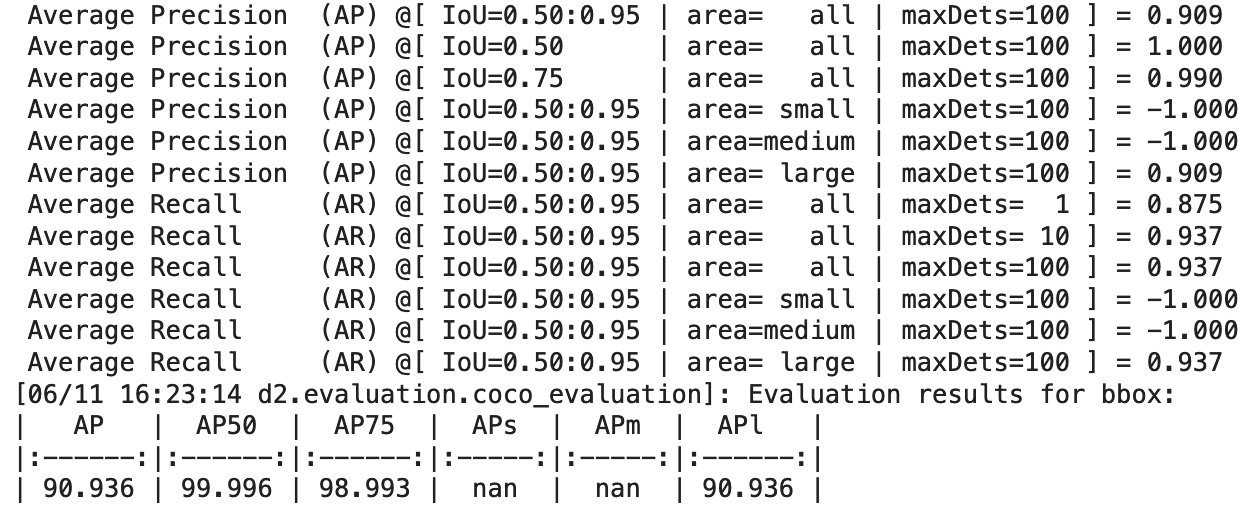 Average Precision  (AP) @[ IoU=0.50:0.95 | area=   all | maxDets=100 ] = 0.909
Average Precision  (AP) @[ IoU=0.50      | area=   all | maxDets=100 ] = 1.000
Average Precision  (AP) @[ IoU=0.75      | area=   all | maxDets=100 ] = 0.990
Average Precision  (AP) @[ IoU=0.50:0.95 | area= small | maxDets=100 ] = -1.000
Average Precision  (AP) @[ IoU=0.50:0.95 | area=medium | maxDets=100 ] = -1.000
Average Precision  (AP) @[ IoU=0.50:0.95 | area= large | maxDets=100 ] = 0.909
Average Recall     (AR) @[ IoU=0.50:0.95 | area=   all | maxDets=  1 ] = 0.875
Average Recall     (AR) @[ IoU=0.50:0.95 | area=   all | maxDets= 10 ] = 0.937
Average Recall     (AR) @[ IoU=0.50:0.95 | area=   all | maxDets=100 ] = 0.937
Average Recall     (AR) @[ IoU=0.50:0.95 | area= small | maxDets=100 ] = -1.000
Average Recall     (AR) @[ IoU=0.50:0.95 | area=medium | maxDets=100 ] = -1.000
Average Recall     (AR) @[ IoU=0.50:0.95 | area= large | maxDets=100 ] = 0.937
[06/11 16:23:14 d2.evaluation.coco_evaluation]: Evaluation results for bbox:
|   AP   |  AP50  |  AP75  |  APs  |  APm  |  APl   |
|:------:|:------:|:------:|:-----:|:-----:|:------:|
| 90.936 | 99.996 | 98.993 |  nan  |  nan  | 90.936 |